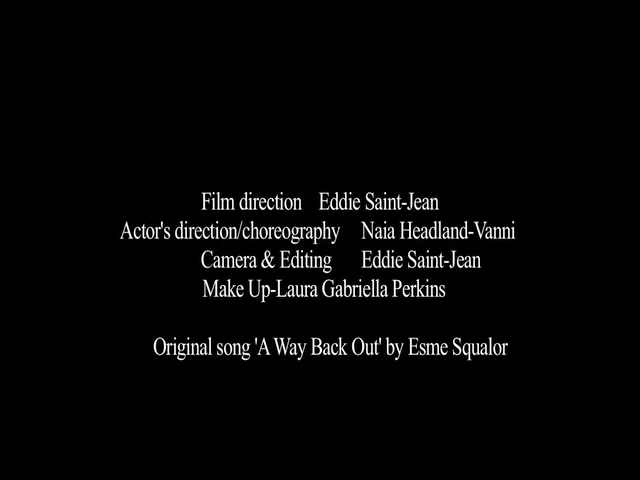 Film direction Eddie Saint-Jean
Actor's direction/choreography Naia Headland-Vanni
Camera & Editing Eddie Saint-Jean
Make Up-Laura Gabriella Perkins
Original song 'A Way Back Out' by Esme Squalor